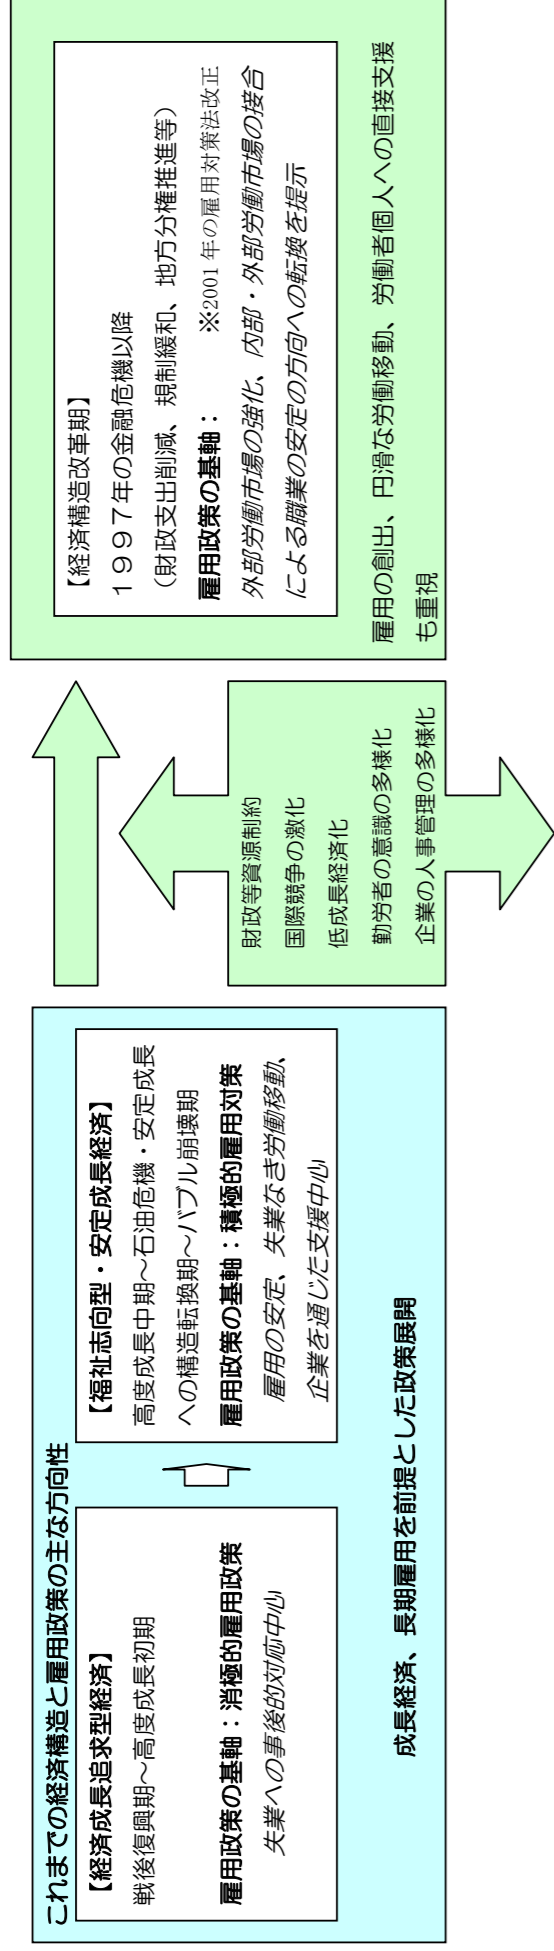 これまでの経済構造と雇用政策の主な方向性
【経済成長追求型経済】
戦後復興期～高度成長初期
雇用政策の基軸：消極的雇用政策
失業への事後的対応中心
【福祉志向型・安定成長経済】
高度成長中期～石油危機・安定成長
への構造転換期～バブル崩壊期
雇用政策の基軸：積極的雇用対策
雇用の安定、失業なき労働移動、
企業を通じた支援中心
成長経済、長期雇用を前提とした政策展開
財政等資源制約
国際競争の激化
低成長経済化
勤労者の意識の多様化
企業の人事管理の多様化
【経済構造改革期】
１９９７年の金融危機以降
（財政支出削減、規制緩和、地方分権推進等）
雇用政策の基軸： ※2001 年の雇用対策法改正
外部労働市場の強化、内部・外部労働市場の接合
による職業の安定の方向への転換を提示
雇用の創出、円滑な労働移動、労働者個人への直接支援
も重視